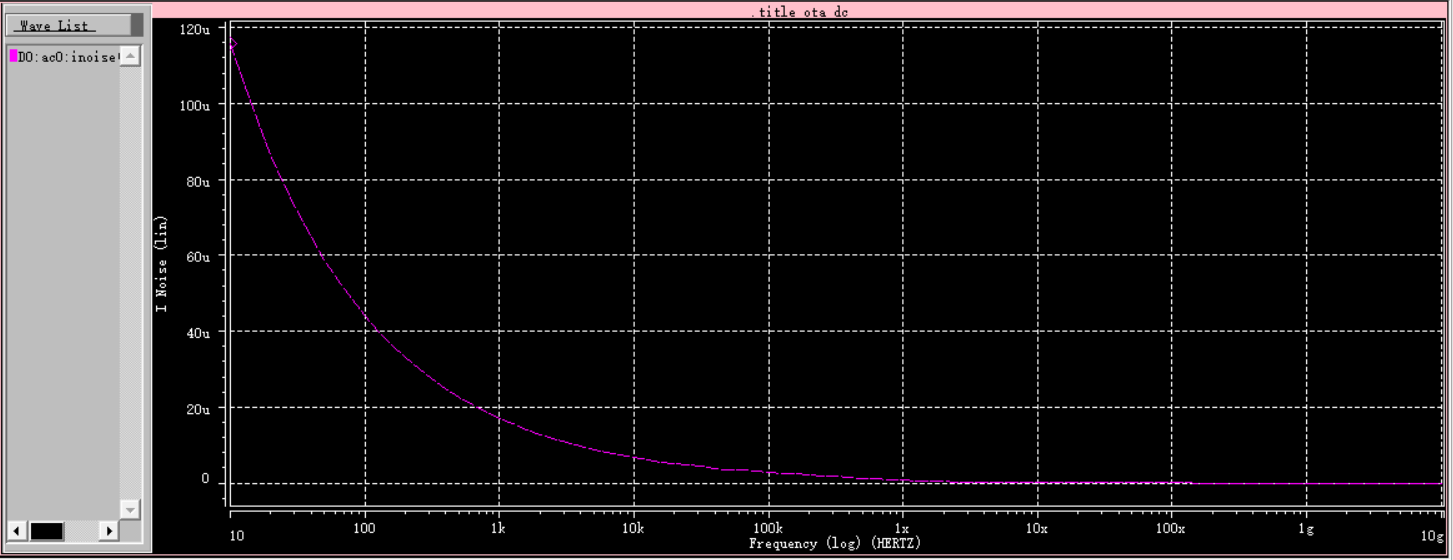 .title ota dc
Wave List
D0:ac0:inoise
120u
100u
80u
60u
40u
20u
0
I Noise (lin)
10
100
1k
10k
100k
1x
10x
100x
1g
10g
Frequency (log) (HERTZ)